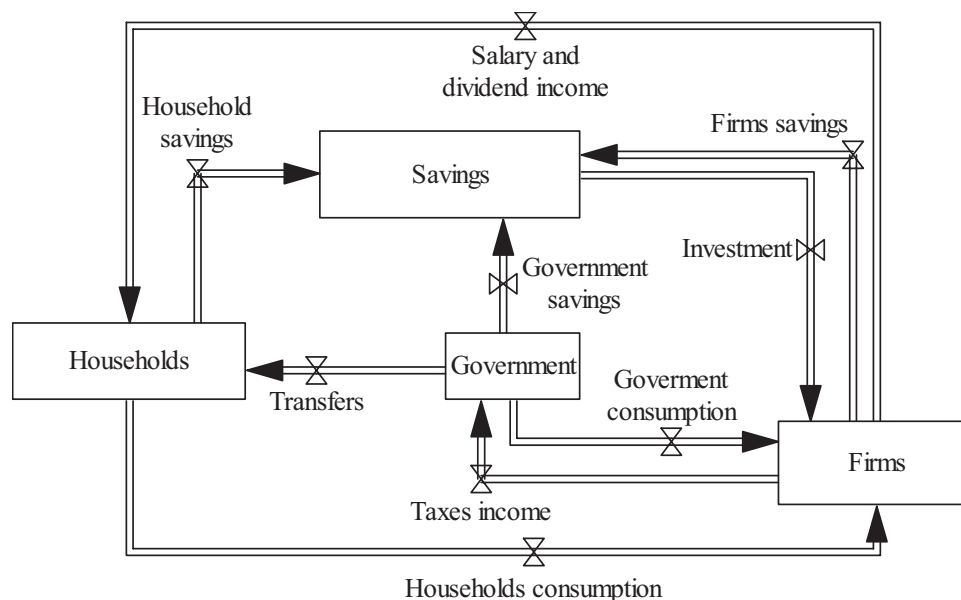 Salary and
dividend income
Household
savings
Firms savings
Savings
Investment
Government
savings
Households
Government
Transfers
Goverment
consumption
Firms
Taxes income
Households consumption